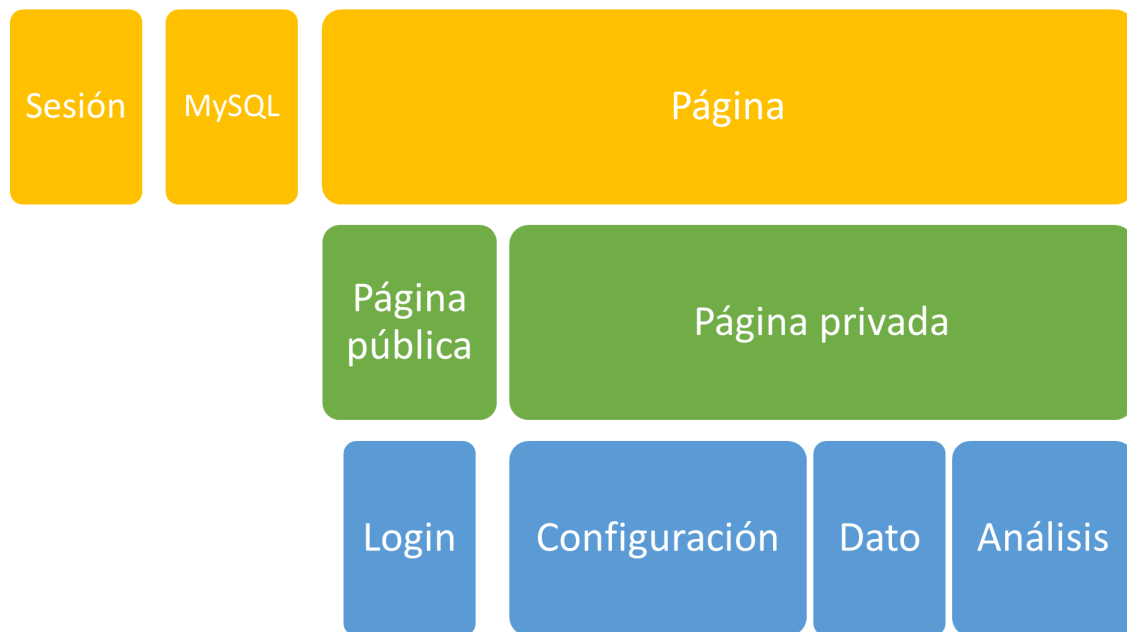 Sesión
MySQL
Página
Página
pública
Página privada
Login
Configuración
Dato
Análisis